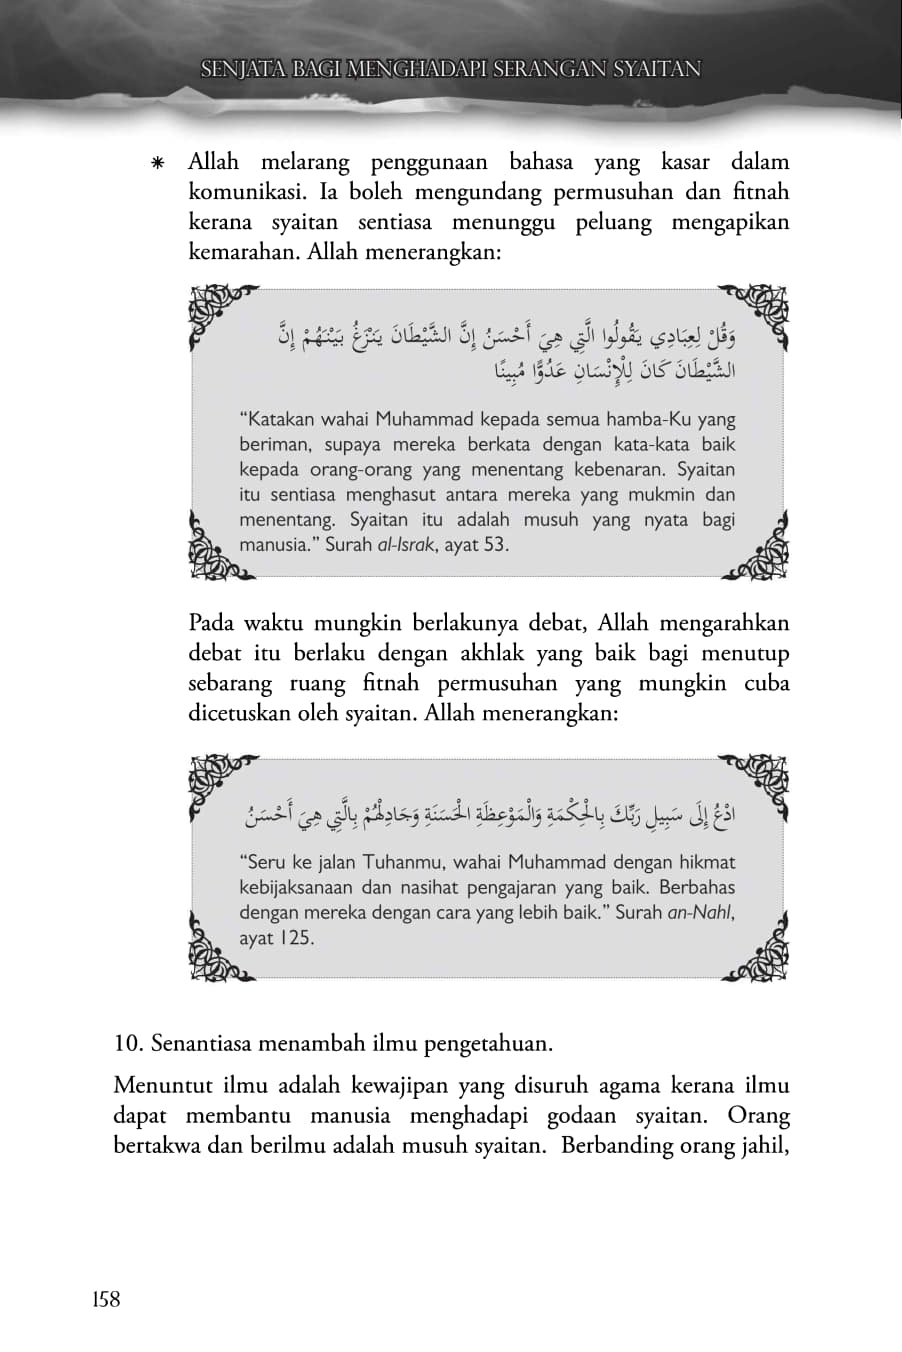 SENJATA BAGI MENGHADAPI SERANGAN SYAITAN
✳ Allah melarang penggunaan bahasa yang kasar dalam
komunikasi. Ia boleh mengundang permusuhan dan fitnah
kerana syaitan sentiasa menunggu peluang mengapikan
kemarahan. Allah menerangkan:
وَقُلْ لِعِبَادِي يَقُولُوا الَّتِي هِيَ أَحْسَنُ إِنَّ الشَّيْطَانَ يَنْزَغُ بَيْنَهُمْ إِنَّ
الشَّيْطَانَ كَانَ لِلْإِنْسَانِ عَدُوًّا مُبِينًا
“Katakan wahai Muhammad kepada semua hamba-Ku yang
beriman, supaya mereka berkata dengan kata-kata baik
kepada orang-orang yang menentang kebenaran. Syaitan
itu sentiasa menghasut antara mereka yang mukmin dan
menentang. Syaitan itu adalah musuh yang nyata bagi
manusia.” Surah al-Israk, ayat 53.
Pada waktu mungkin berlakunya debat, Allah mengarahkan
debat itu berlaku dengan akhlak yang baik bagi menutup
sebarang ruang fitnah permusuhan yang mungkin cuba
dicetuskan oleh syaitan. Allah menerangkan:
ادْعُ إِلَى سَبِيلِ رَبِّكَ بِالْحِكْمَةِ وَالْمَوْعِظَةِ الْحَسَنَةِ وَجَادِلْهُمْ بِالَّتِي هِيَ أَحْسَنُ
“Seru ke jalan Tuhanmu, wahai Muhammad dengan hikmat
kebijaksanaan dan nasihat pengajaran yang baik. Berbahas
dengan mereka dengan cara yang lebih baik.” Surah an-Nahl,
ayat 125.
10. Senantiasa menambah ilmu pengetahuan.
Menuntut ilmu adalah kewajipan yang disuruh agama kerana ilmu
dapat membantu manusia menghadapi godaan syaitan. Orang
bertakwa dan berilmu adalah musuh syaitan. Berbanding orang jahil,
158